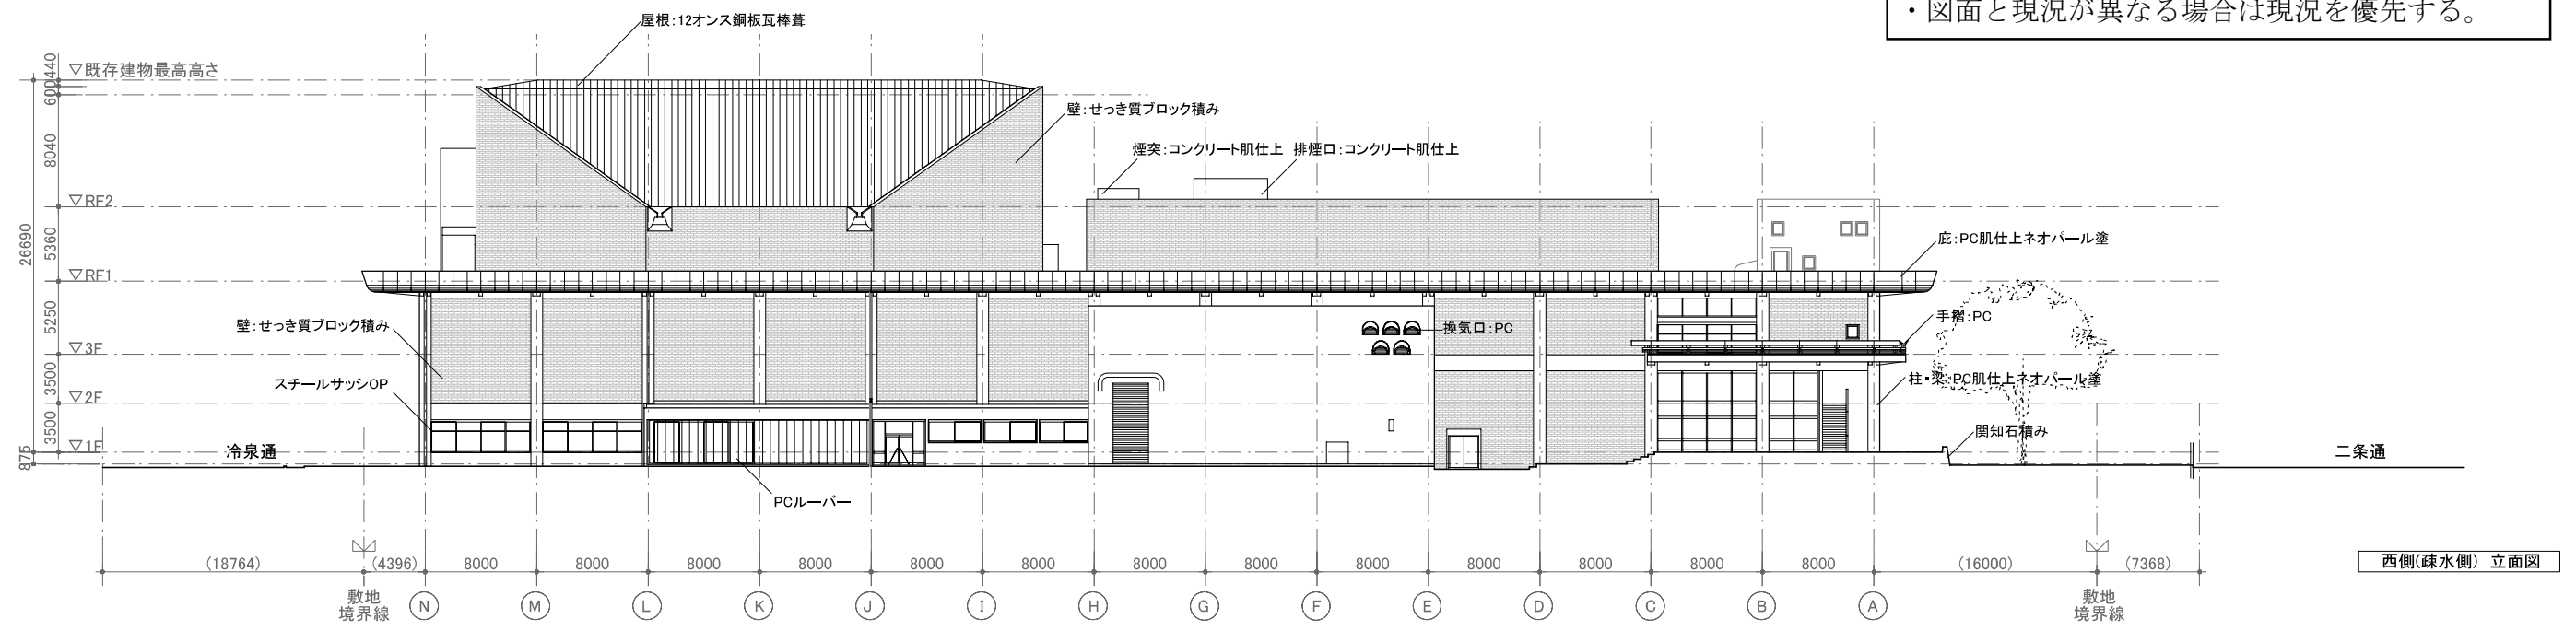 ・図面と現況が異なる場合は現況を優先する。
屋根：12オンス銅板瓦棒葺
▽既存建物最高高さ
壁：せっき質ブロック積み
煙突：コンクリート肌仕上 排煙口：コンクリート肌仕上
▽RF2
庇：PC肌仕上ネオパール塗
▽RF1
壁：せっき質ブロック積み
換気口：PC
手摺：PC
▽3F
スチールサッシOP
柱・梁：PC肌仕上ネオパール塗
▽2F
▽1F
冷泉通
間知石積み
二条通
PCルーバー
440
600
8040
5360
5250
3500
3500
875
26690
(18764) (4396) 8000 8000 8000 8000 8000 8000 8000 8000 8000 8000 8000 8000 8000 (16000) (7368)
敷地
境界線
N M L K J I H G F E D C B A
敷地
境界線
西側(疎水側) 立面図